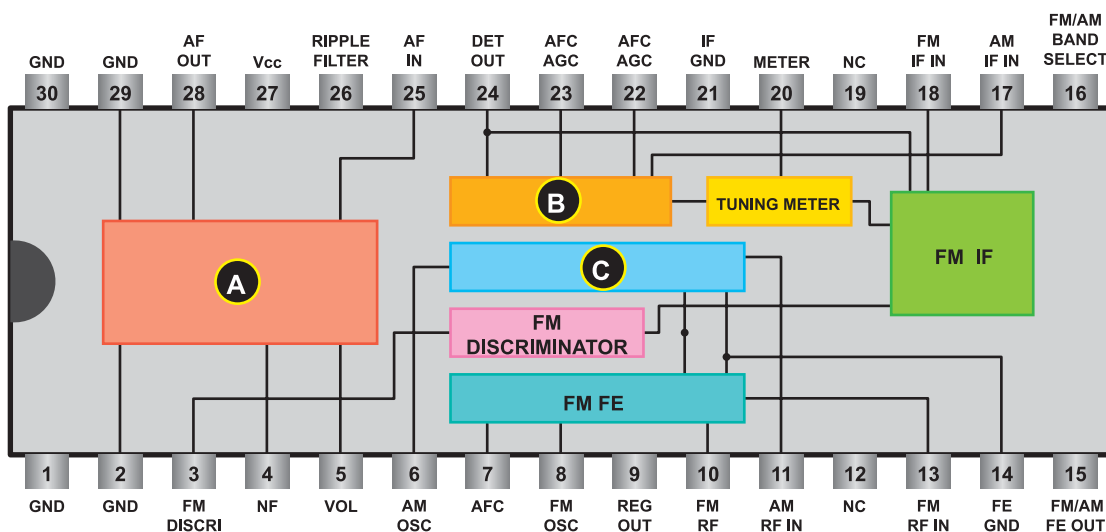 GND
GND
AF
OUT
Vcc
RIPPLE
FILTER
AF
IN
DET
OUT
AFC
AGC
AFC
AGC
IF
GND
METER
NC
FM
IF IN
AM
IF IN
FM/AM
BAND
SELECT
30 29 28 27 26 25 24 23 22 21 20 19 18 17 16
A
B
TUNING METER
FM IF
C
FM
DISCRIMINATOR
FM FE
1 2 3 4 5 6 7 8 9 10 11 12 13 14 15
GND
GND
FM
DISCRI
NF
VOL
AM
OSC
AFC
FM
OSC
REG
OUT
FM
RF
AM
RF IN
NC
FM
RF IN
FE
GND
FM/AM
FE OUT